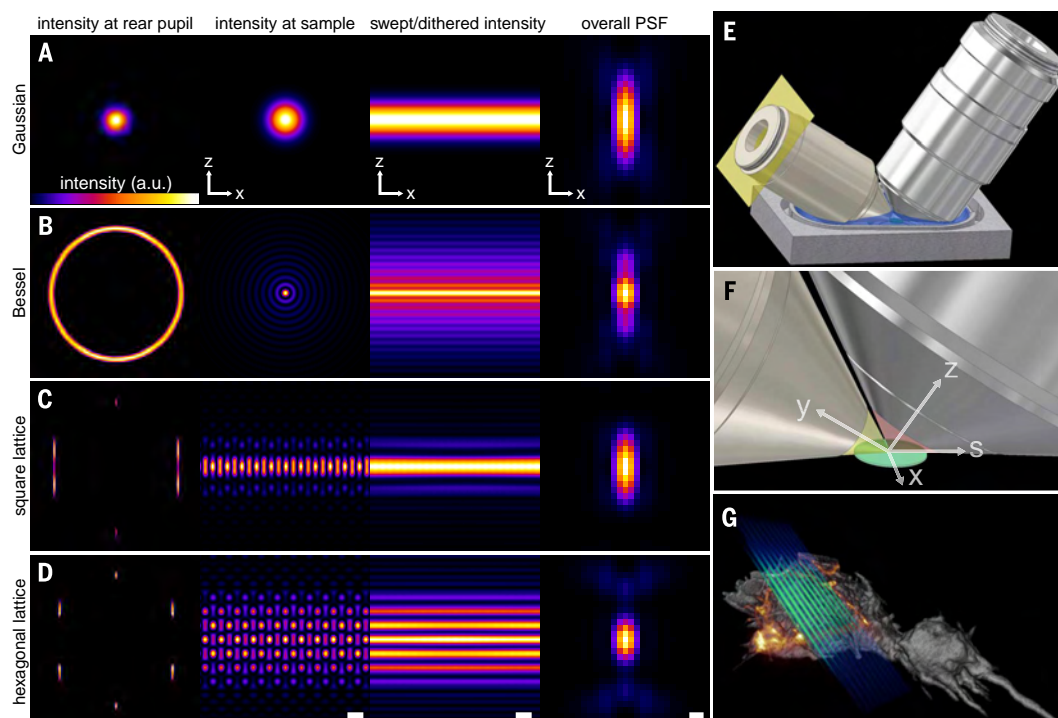 intensity at rear pupil intensity at sample swept/dithered intensity overall PSF
A
Gaussian
intensity (a.u.)
z
x
z
x
z
x
B
Bessel
C
square lattice
D
hexagonal lattice
E
F
z
y
s
x
G